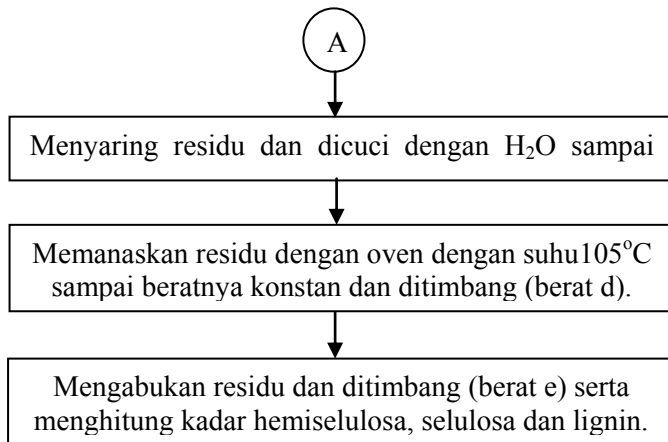 A
Menyaring residu dan dicuci dengan H₂O sampai
Memanaskan residu dengan oven dengan suhu105°C
sampai beratnya konstan dan ditimbang (berat d).
Mengabukan residu dan ditimbang (berat e) serta
menghitung kadar hemiselulosa, selulosa dan lignin.